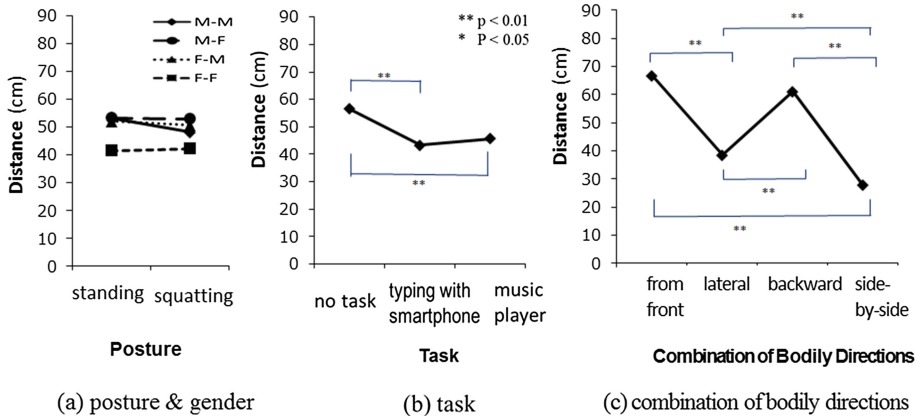 90
80
70
60
50
40
30
20
10
0
Distance (cm)
M-M
M-F
F-M
F-F
standing
squatting
Posture
(a) posture & gender
90
80
70
60
50
40
30
20
10
0
Distance (cm)
** p < 0.01
* P < 0.05
**
**
no task
typing with
smartphone
music
player
Task
(b) task
90
80
70
60
50
40
30
20
10
0
Distance (cm)
**
**
**
**
**
from
front
lateral
backward
side-
by-side
Combination of Bodily Directions
(c) combination of bodily directions